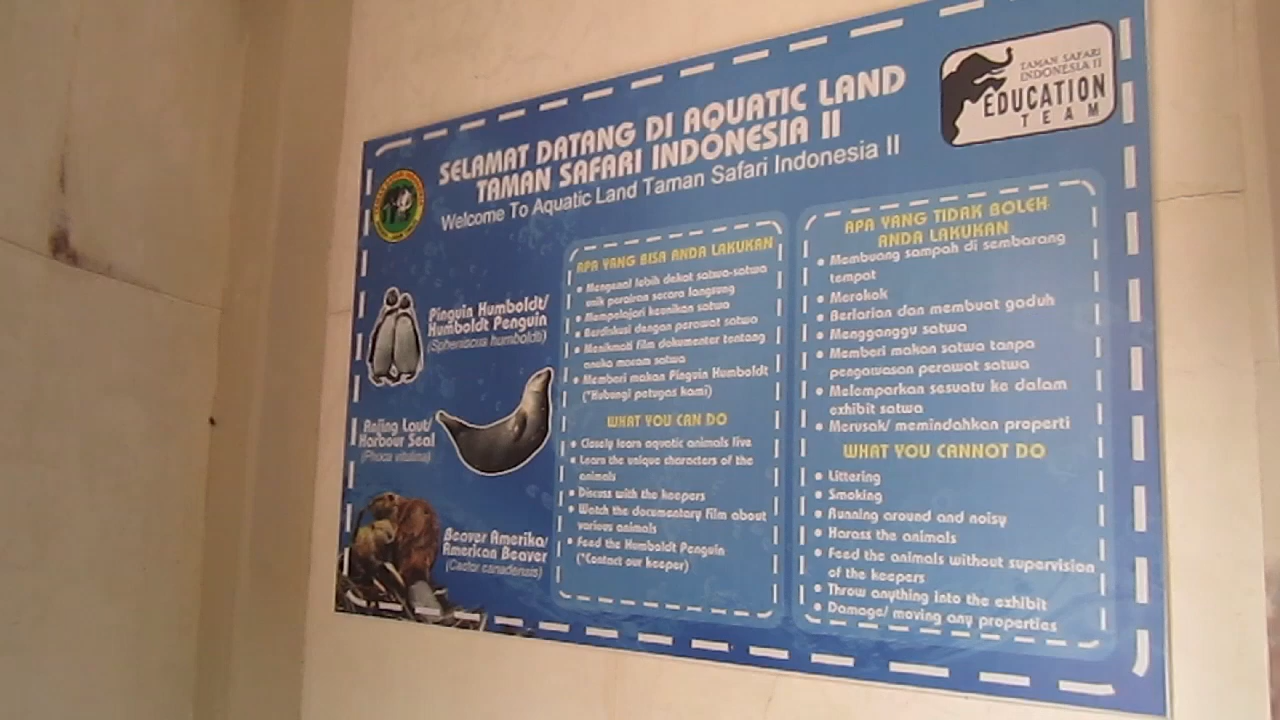 SELAMAT DATANG DI AQUATIC LAND
TAMAN SAFARI INDONESIA II
Welcome To Aquatic Land Taman Safari Indonesia II
TAMAN SAFARI
INDONESIA II
EDUCATION
TEAM
Pinguin Humboldt/
Humboldt Penguin
(Spheniscus humboldti)
Anjing Laut/
Harbour Seal
(Phoca vitulina)
Beaver Amerika/
American Beaver
(Castor canadensis)
APA YANG BISA ANDA LAKUKAN
• Mengenal lebih dekat satwa-satwa
unik perairan secara langsung
• Mempelajari keunikan satwa
• Berdiskusi dengan perawat satwa
• Menikmati film dokumenter tentang
aneka macam satwa
• Memberi makan Pinguin Humboldt
(*Hubungi petugas kami)
WHAT YOU CAN DO
• Closely learn aquatic animals live
• Learn the unique characters of the
animals
• Discuss with the keepers
• Watch the documentary film about
various animals
• Feed the Humboldt Penguin
(*Contact our keeper)
APA YANG TIDAK BOLEH
ANDA LAKUKAN
• Membuang sampah di sembarang
tempat
• Merokok
• Berlarian dan membuat gaduh
• Mengganggu satwa
• Memberi makan satwa tanpa
pengawasan perawat satwa
• Melemparkan sesuatu ke dalam
exhibit satwa
• Merusak/ memindahkan properti
WHAT YOU CANNOT DO
• Littering
• Smoking
• Running around and noisy
• Harass the animals
• Feed the animals without supervision
of the keepers
• Throw anything into the exhibit
• Damage/ moving any properties